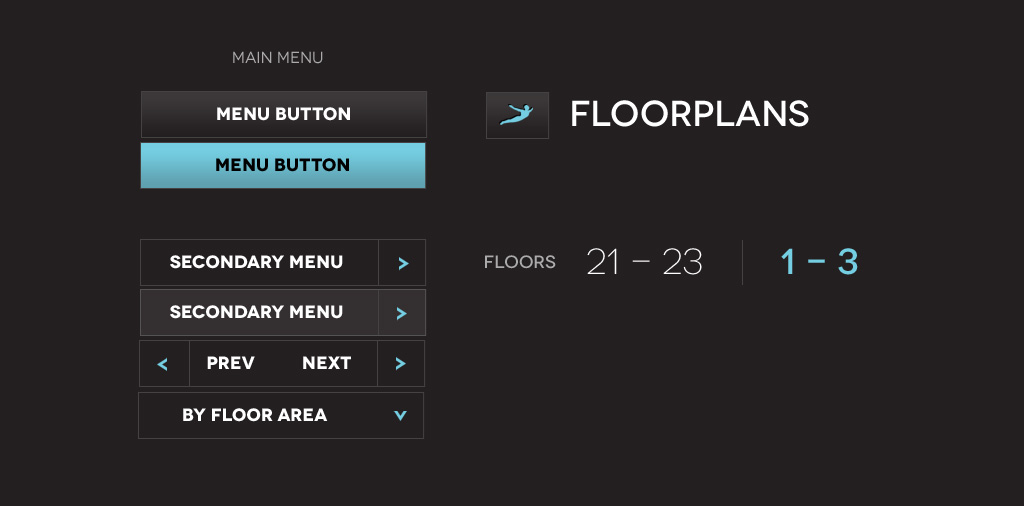 MAIN MENU
MENU BUTTON
MENU BUTTON
SECONDARY MENU >
SECONDARY MENU >
< PREV NEXT >
BY FLOOR AREA
FLOORPLANS
FLOORS 21 – 23 1 – 3